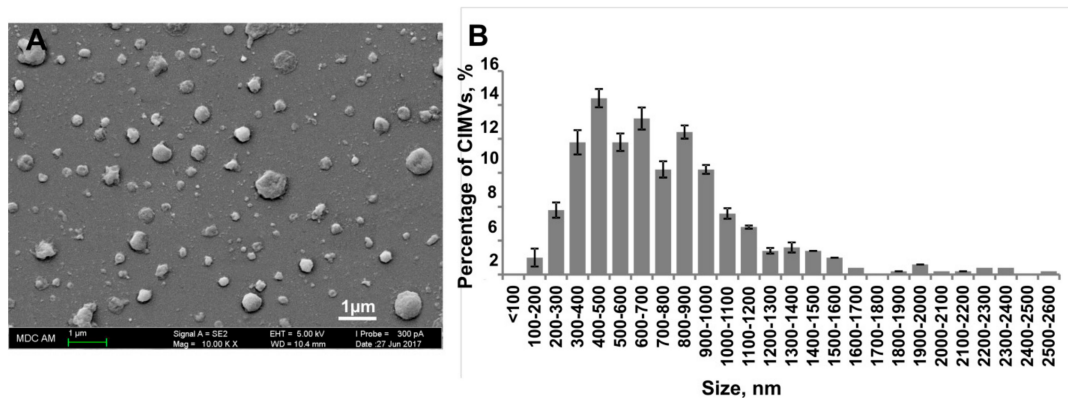 A
1μm
MDC AM
1 μm
Signal A = SE2
EHT = 5.00 kV
I Probe = 300 pA
Mag = 10.00 K X
WD = 10.4 mm
Date :27 Jun 2017
B
Percentage of CIMVs, %
16
14
12
10
8
6
4
2
<100
100-200
200-300
300-400
400-500
500-600
600-700
700-800
800-900
900-1000
1000-1100
1100-1200
1200-1300
1300-1400
1400-1500
1500-1600
1600-1700
1700-1800
1800-1900
1900-2000
2000-2100
2100-2200
2200-2300
2300-2400
2400-2500
2500-2600
Size, nm